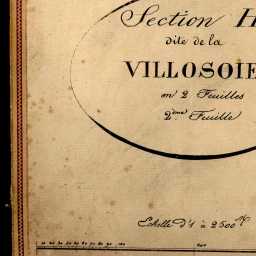 Section H
dite de la
VILLOSOIE
en 2 Feuilles
2ème Feuille
Echelle d'1 à 2500